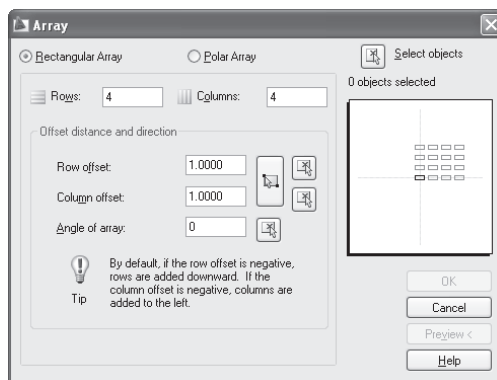 Array
Rectangular Array
Polar Array
Select objects
0 objects selected
Rows: 4
Columns: 4
Offset distance and direction
Row offset: 1.0000
Column offset: 1.0000
Angle of array: 0
By default, if the row offset is negative,
rows are added downward. If the
column offset is negative, columns are
added to the left.
Tip
OK
Cancel
Preview <
Help